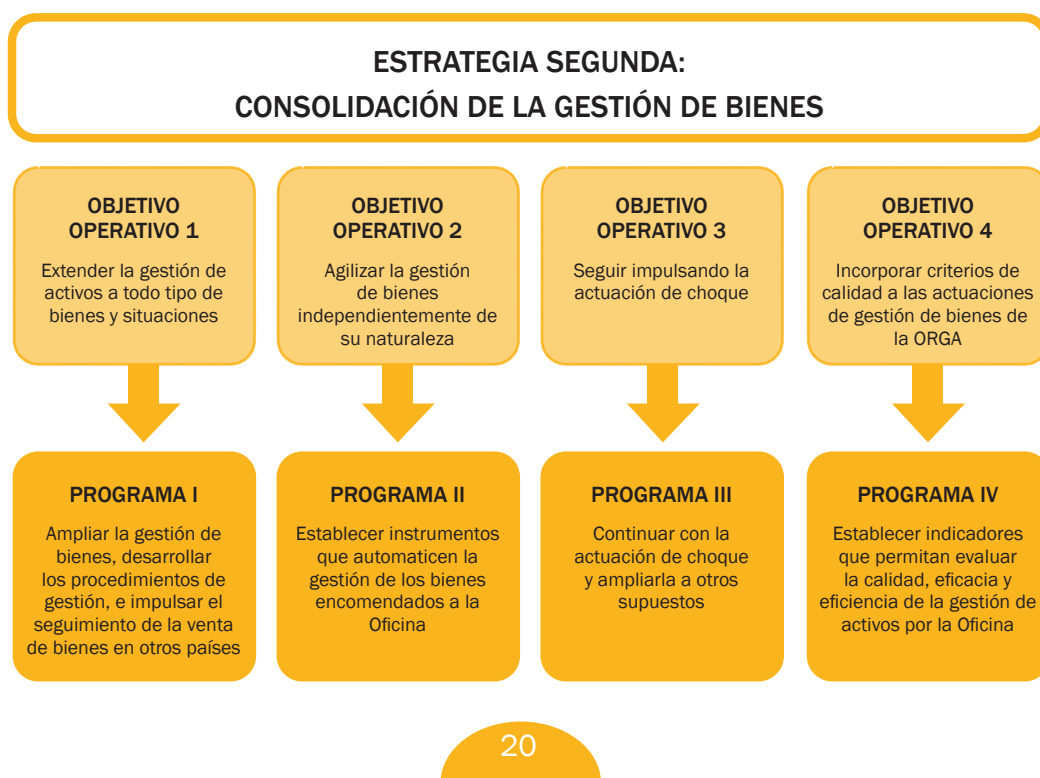 ESTRATEGIA SEGUNDA:
CONSOLIDACIÓN DE LA GESTIÓN DE BIENES
OBJETIVO
OPERATIVO 1
Extender la gestión de
activos a todo tipo de
bienes y situaciones
OBJETIVO
OPERATIVO 2
Agilizar la gestión
de bienes
independientemente de
su naturaleza
OBJETIVO
OPERATIVO 3
Seguir impulsando la
actuación de choque
OBJETIVO
OPERATIVO 4
Incorporar criterios de
calidad a las actuaciones
de gestión de bienes de
la ORGA
PROGRAMA I
Ampliar la gestión de
bienes, desarrollar
los procedimientos de
gestión, e impulsar el
seguimiento de la venta
de bienes en otros países
PROGRAMA II
Establecer instrumentos
que automaticen la
gestión de los bienes
encomendados a la
Oficina
PROGRAMA III
Continuar con la
actuación de choque
y ampliarla a otros
supuestos
PROGRAMA IV
Establecer indicadores
que permitan evaluar
la calidad, eficacia y
eficiencia de la gestión de
activos por la Oficina
20